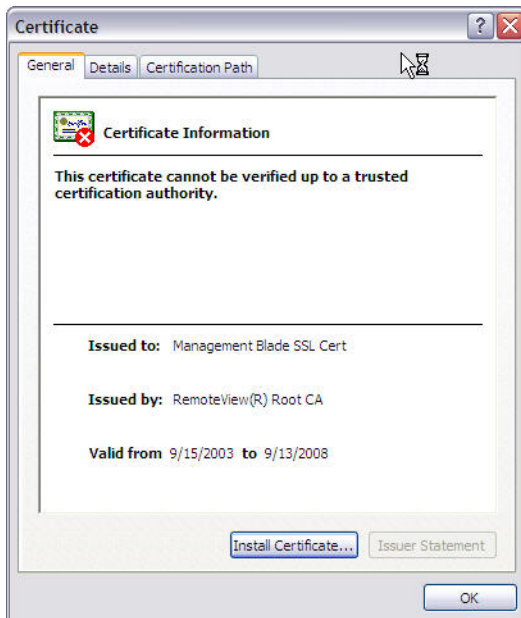 Certificate
General Details Certification Path
Certificate Information
This certificate cannot be verified up to a trusted
certification authority.
Issued to: Management Blade SSL Cert
Issued by: RemoteView(R) Root CA
Valid from 9/15/2003 to 9/13/2008
Install Certificate... Issuer Statement
OK